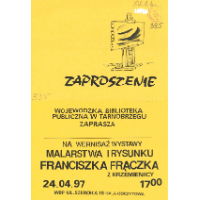 ZAPROSZENIE
WOJEWÓDZKA BIBLIOTEKA
PUBLICZNA W TARNOBRZEGU
ZAPRASZA
NA WERNISAŻ WYSTAWY
MALARSTWA I RYSUNKU
FRANCISZKA FRĄCZKA
Z KRZEMIENICY
24.04.97 17.00